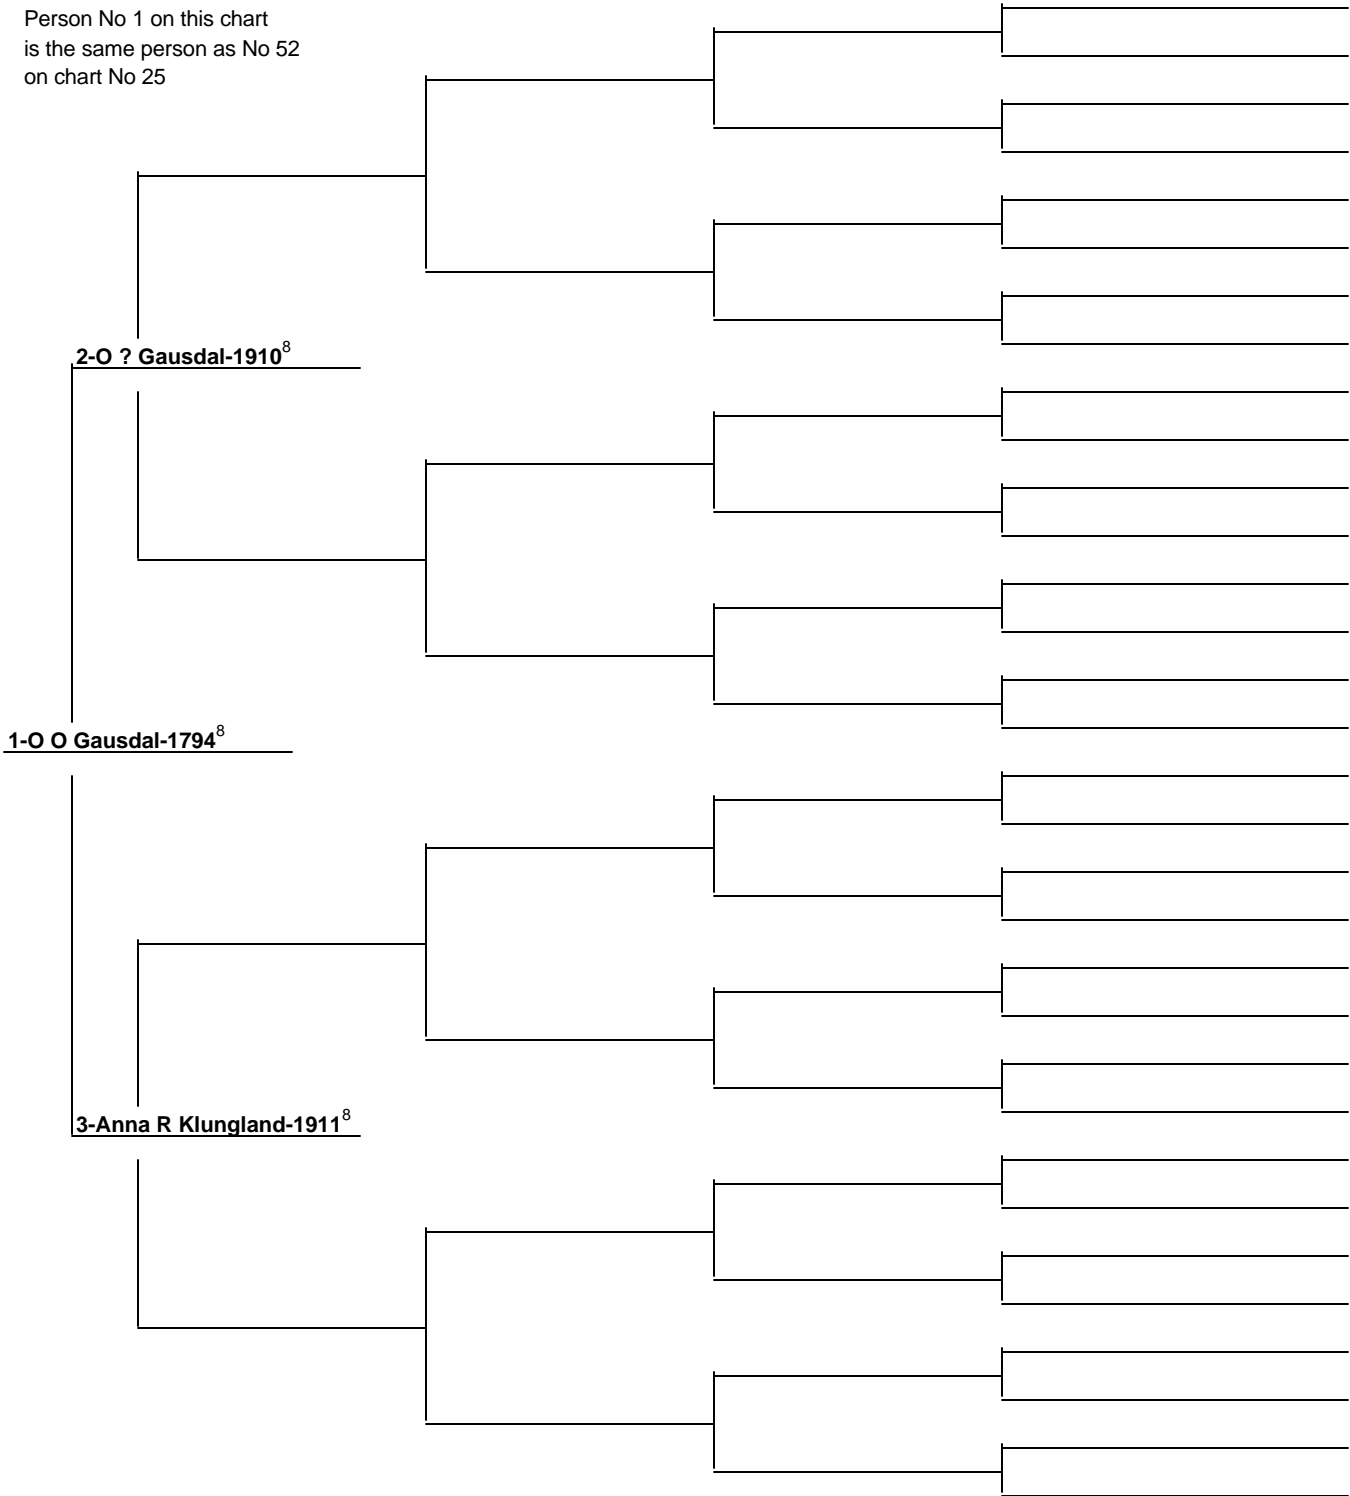 Person No 1 on this chart
is the same person as No 52
on chart No 25
2-O ? Gausdal-1910⁸
1-O O Gausdal-1794⁸
3-Anna R Klungland-1911⁸